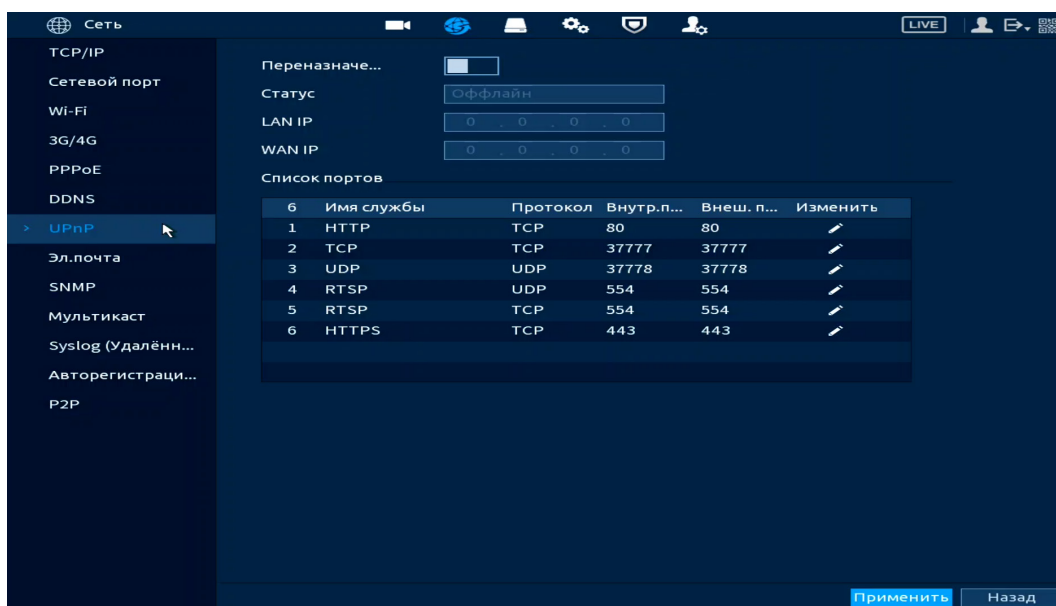 Сеть LIVE
TCP/IP
Сетевой порт
Wi-Fi
3G/4G
PPPoE
DDNS
> UPnP
Эл.почта
SNMP
Мультикаст
Syslog (Удалённ...
Авторегистраци...
P2P
Переназначе...
Статус Оффлайн
LAN IP 0 . 0 . 0 . 0
WAN IP 0 . 0 . 0 . 0
Список портов
6 Имя службы Протокол Внутр.п... Внеш. п... Изменить
1 HTTP TCP 80 80
2 TCP TCP 37777 37777
3 UDP UDP 37778 37778
4 RTSP UDP 554 554
5 RTSP TCP 554 554
6 HTTPS TCP 443 443
Применить Назад